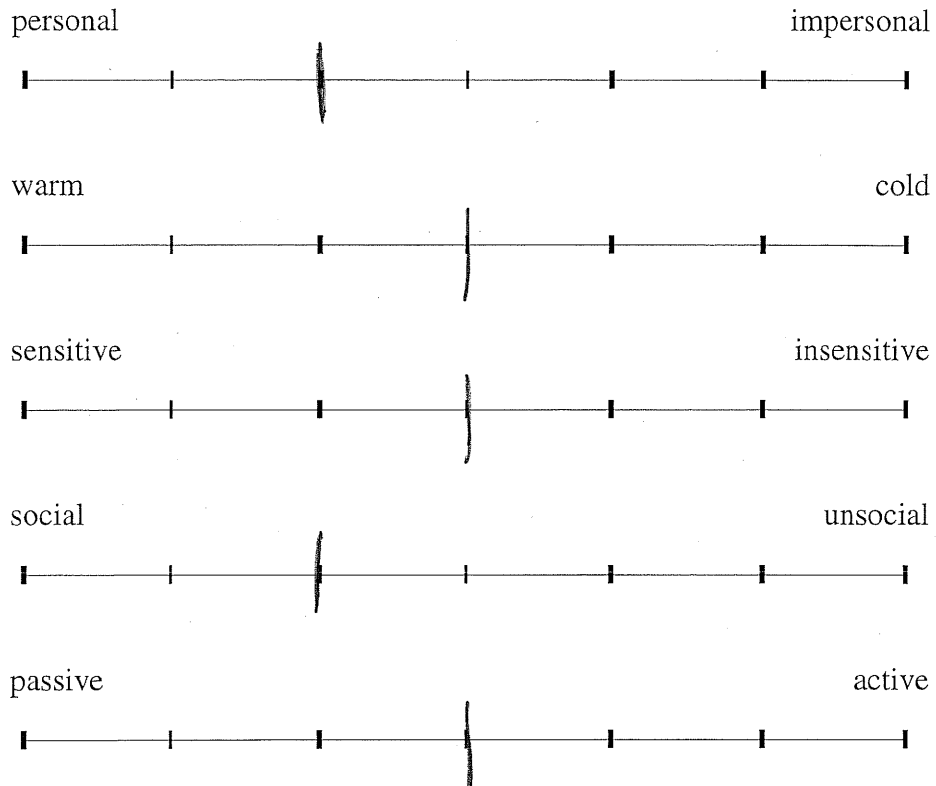 personal impersonal
warm cold
sensitive insensitive
social unsocial
passive active